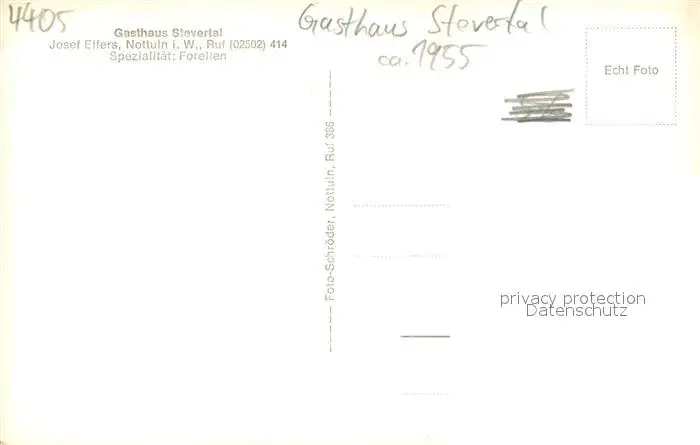 4405
Gasthaus Stevertal
Josef Elfers, Nottuln i. W., Ruf (02502) 414
Spezialität: Forellen
Gasthaus Stevertal
ca. 1955
Echt Foto
Foto-Schröder, Nottuln, Ruf 386
privacy protection
Datenschutz